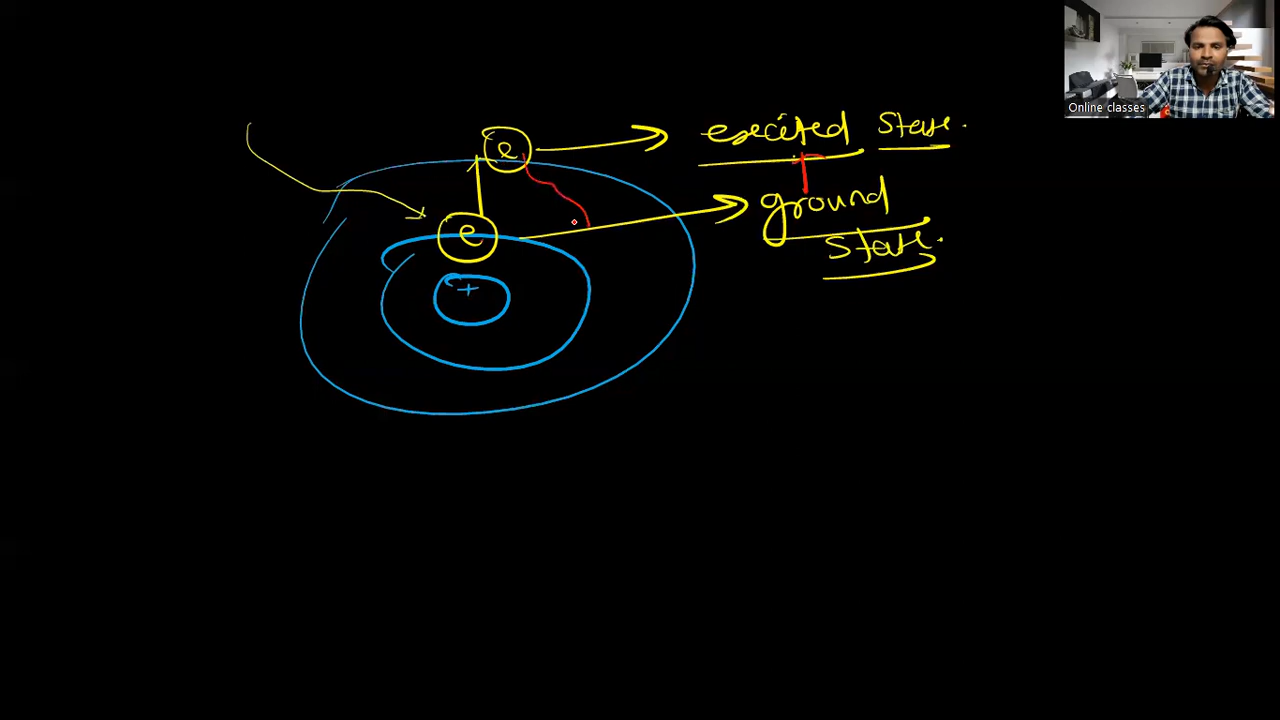 Online classes
e
excited State.
ground
State.
e
+